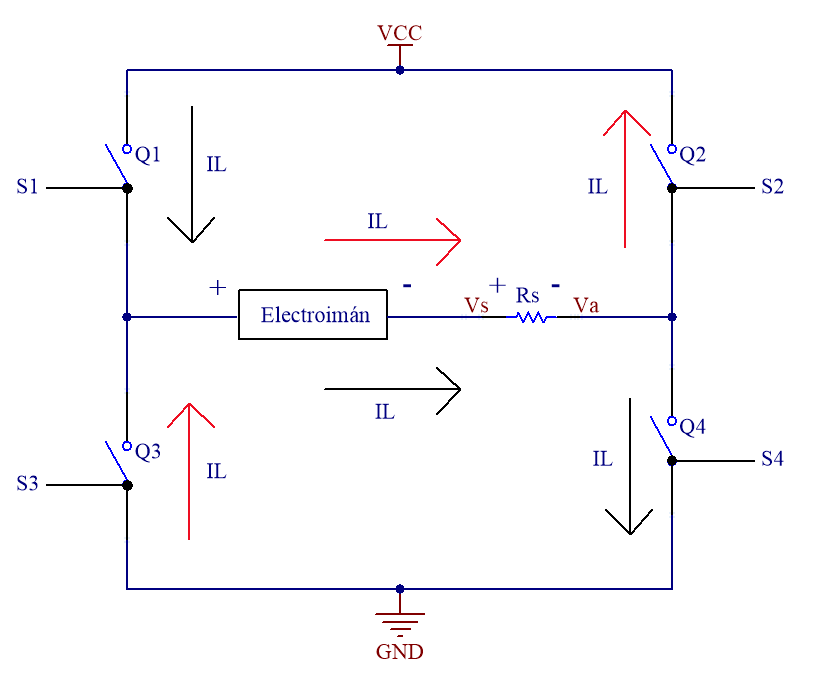 VCC
Q1
IL
IL
Q2
S1
S2
IL
+ - + -
Vs Rs Va
Electroimán
IL
Q3
Q4
IL
IL
S3
S4
GND